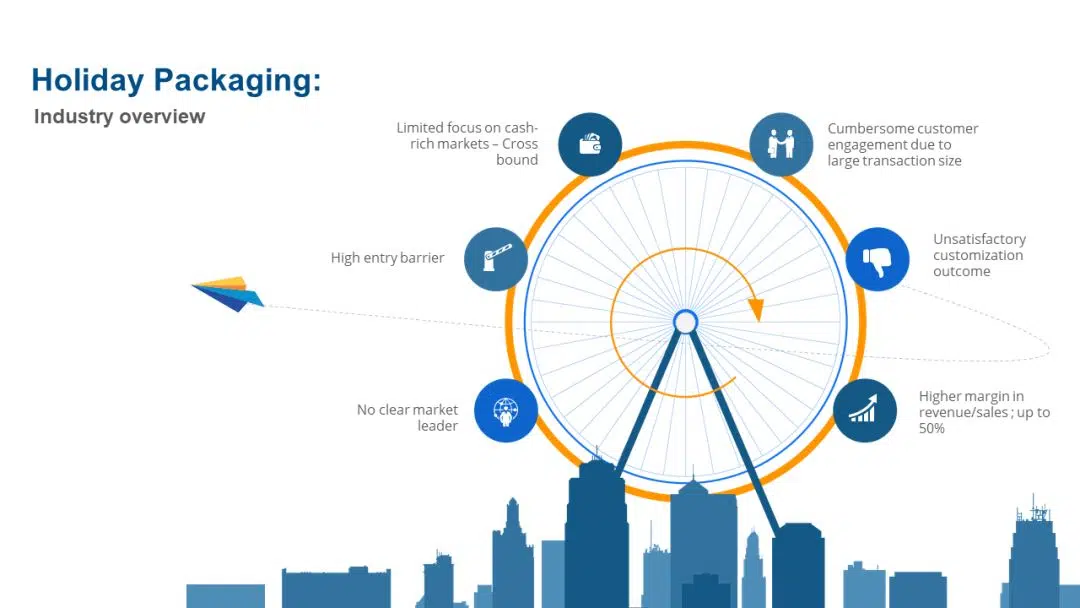 Holiday Packaging:
Industry overview
Limited focus on cash-
rich markets – Cross
bound
Cumbersome customer
engagement due to
large transaction size
High entry barrier
Unsatisfactory
customization
outcome
No clear market
leader
Higher margin in
revenue/sales ; up to
50%